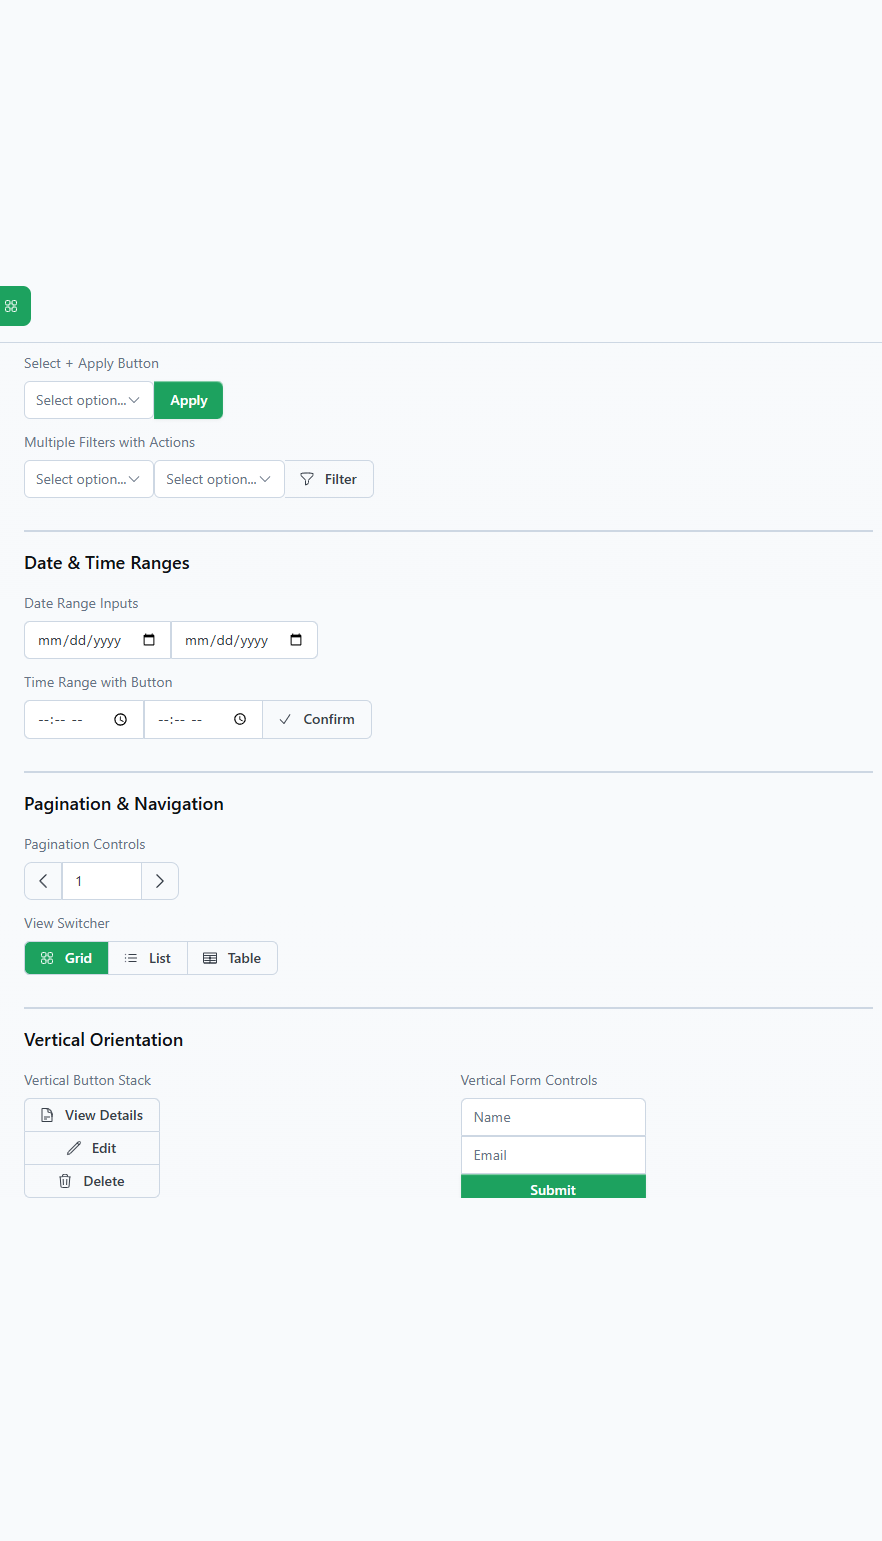 Select + Apply Button
Select option... Apply
Multiple Filters with Actions
Select option... Select option... Filter
Date & Time Ranges
Date Range Inputs
mm/dd/yyyy mm/dd/yyyy
Time Range with Button
--:-- -- --:-- -- Confirm
Pagination & Navigation
Pagination Controls
1
View Switcher
Grid List Table
Vertical Orientation
Vertical Button Stack
View Details
Edit
Delete
Vertical Form Controls
Name
Email
Submit